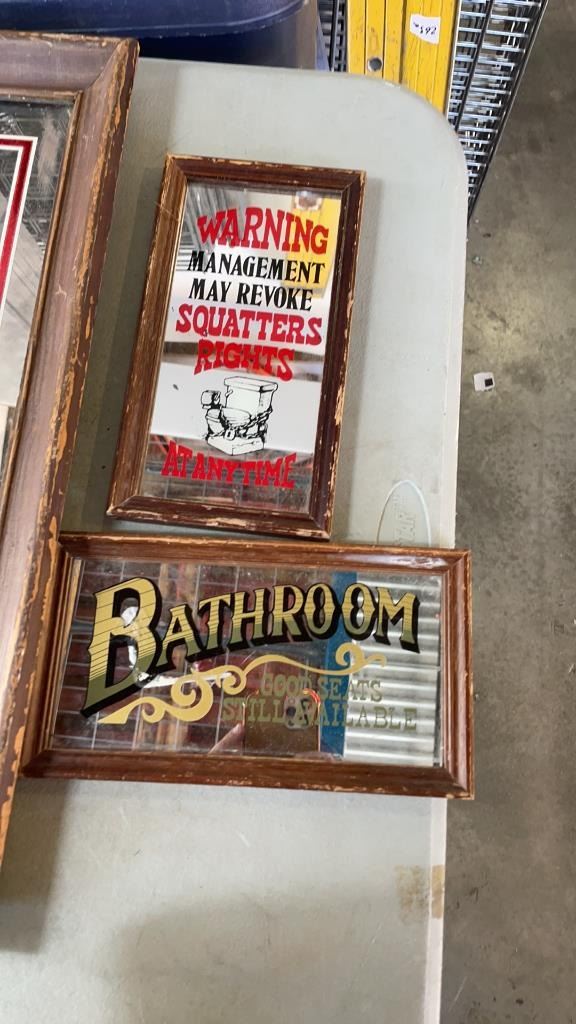 WARNING
MANAGEMENT
MAY REVOKE
SQUATTERS
RIGHTS
AT ANY TIME
BATHROOM
GOOD SEATS
STILL AVAILABLE